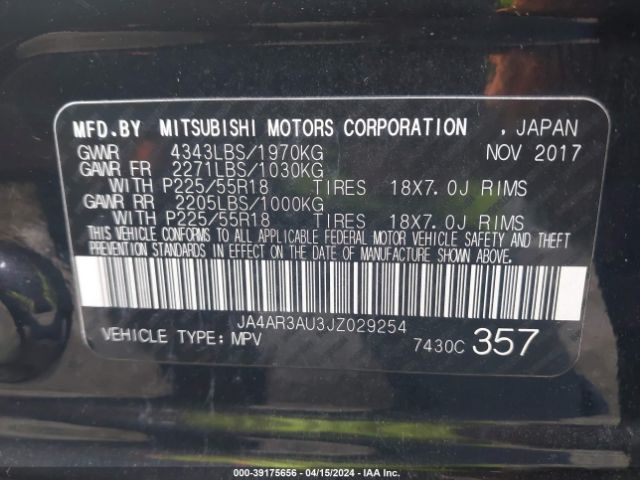 MFD.BY MITSUBISHI MOTORS CORPORATION , JAPAN
GVWR 4343LBS/1970KG NOV 2017
GAWR FR 2271LBS/1030KG
WITH P225/55R18 TIRES 18X7.0J RIMS
GAWR RR 2205LBS/1000KG
WITH P225/55R18 TIRES 18X7.0J RIMS
THIS VEHICLE CONFORMS TO ALL APPLICABLE FEDERAL MOTOR VEHICLE SAFETY AND THEFT
PREVENTION STANDARDS IN EFFECT ON THE DATE OF MANUFACTURE SHOWN ABOVE.
JA4AR3AU3JZ029254
VEHICLE TYPE: MPV 7430C 357
000-39175656 - 04/15/2024 - IAA Inc.